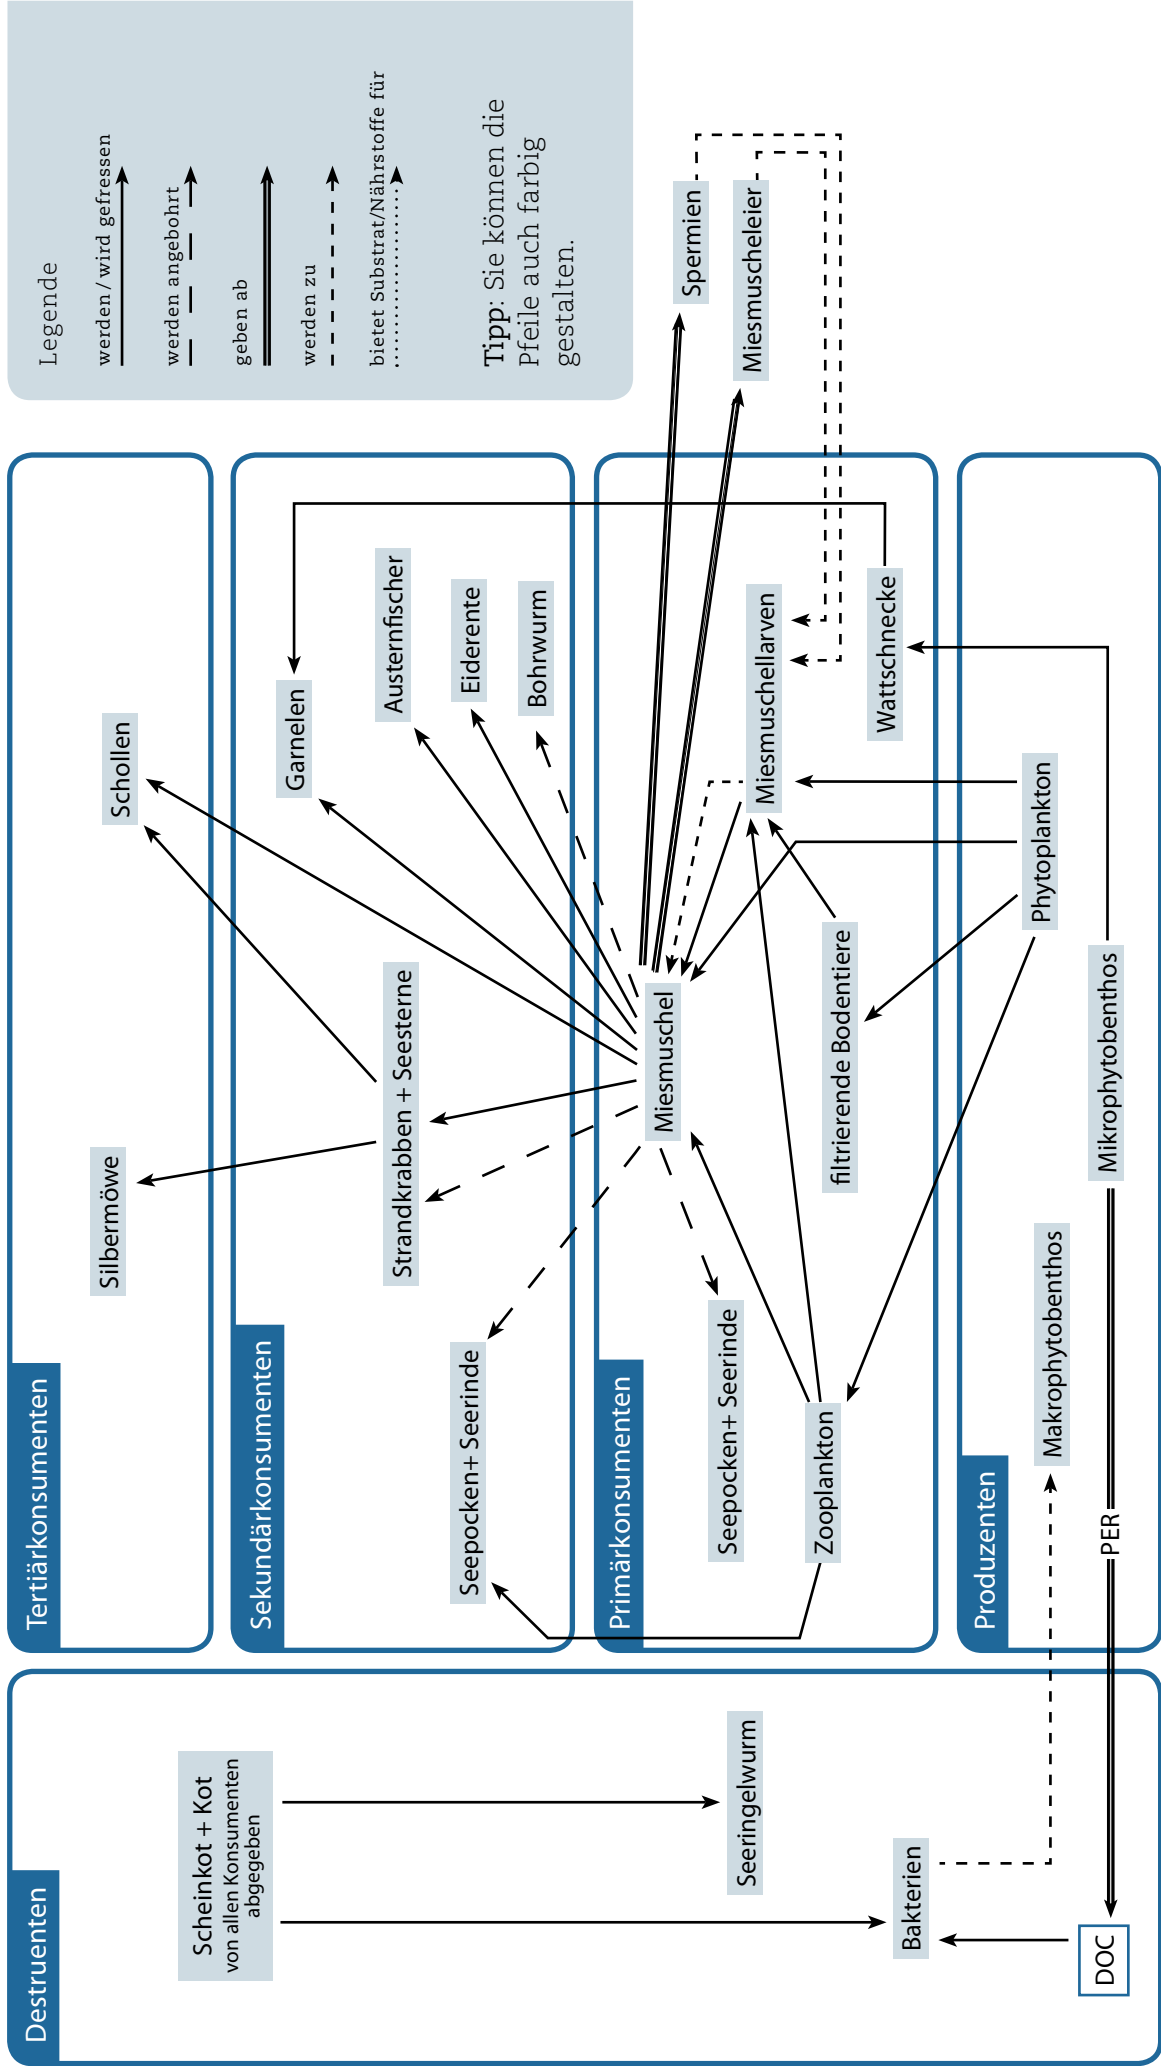 Legende
werden / wird gefressen
werden angebohrt
geben ab
werden zu
bietet Substrat/Nährstoffe für
Tipp: Sie können die
Pfeile auch farbig
gestalten.
Destruenten
Scheinkot + Kot
von allen Konsumenten
abgegeben
Seeringelwurm
Bakterien
DOC
Tertiärkonsumenten
Silbermöwe
Schollen
Sekundärkonsumenten
Garnelen
Austernfischer
Eiderente
Bohrwurm
Strandkrabben + Seesterne
Seepocken+ Seerinde
Primärkonsumenten
Miesmuschel
Seepocken+ Seerinde
Zooplankton
filtrierende Bodentiere
Miesmuschellarven
Wattschnecke
Spermien
Miesmuscheleier
Produzenten
Makrophytobenthos
Phytoplankton
Mikrophytobenthos
PER